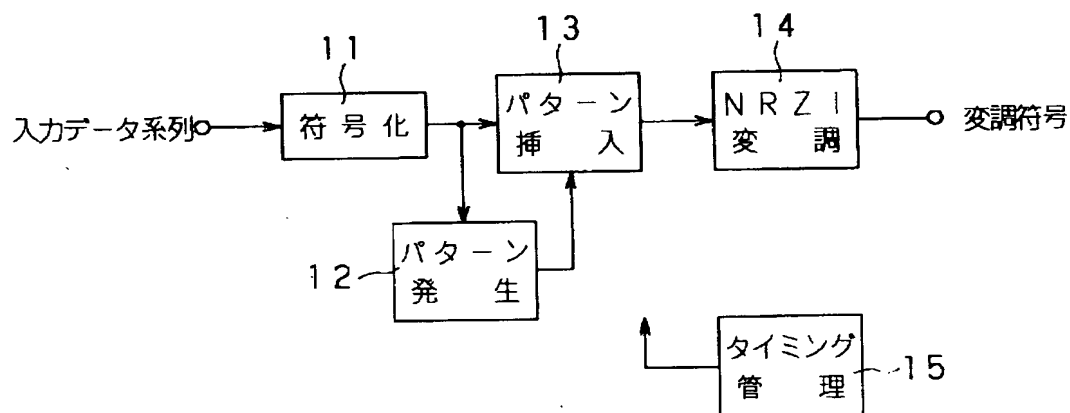 11
13
14
入力データ系列
符号化
パターン
挿入
NRZI
変調
変調符号
12
パターン
発生
タイミング
管理
15